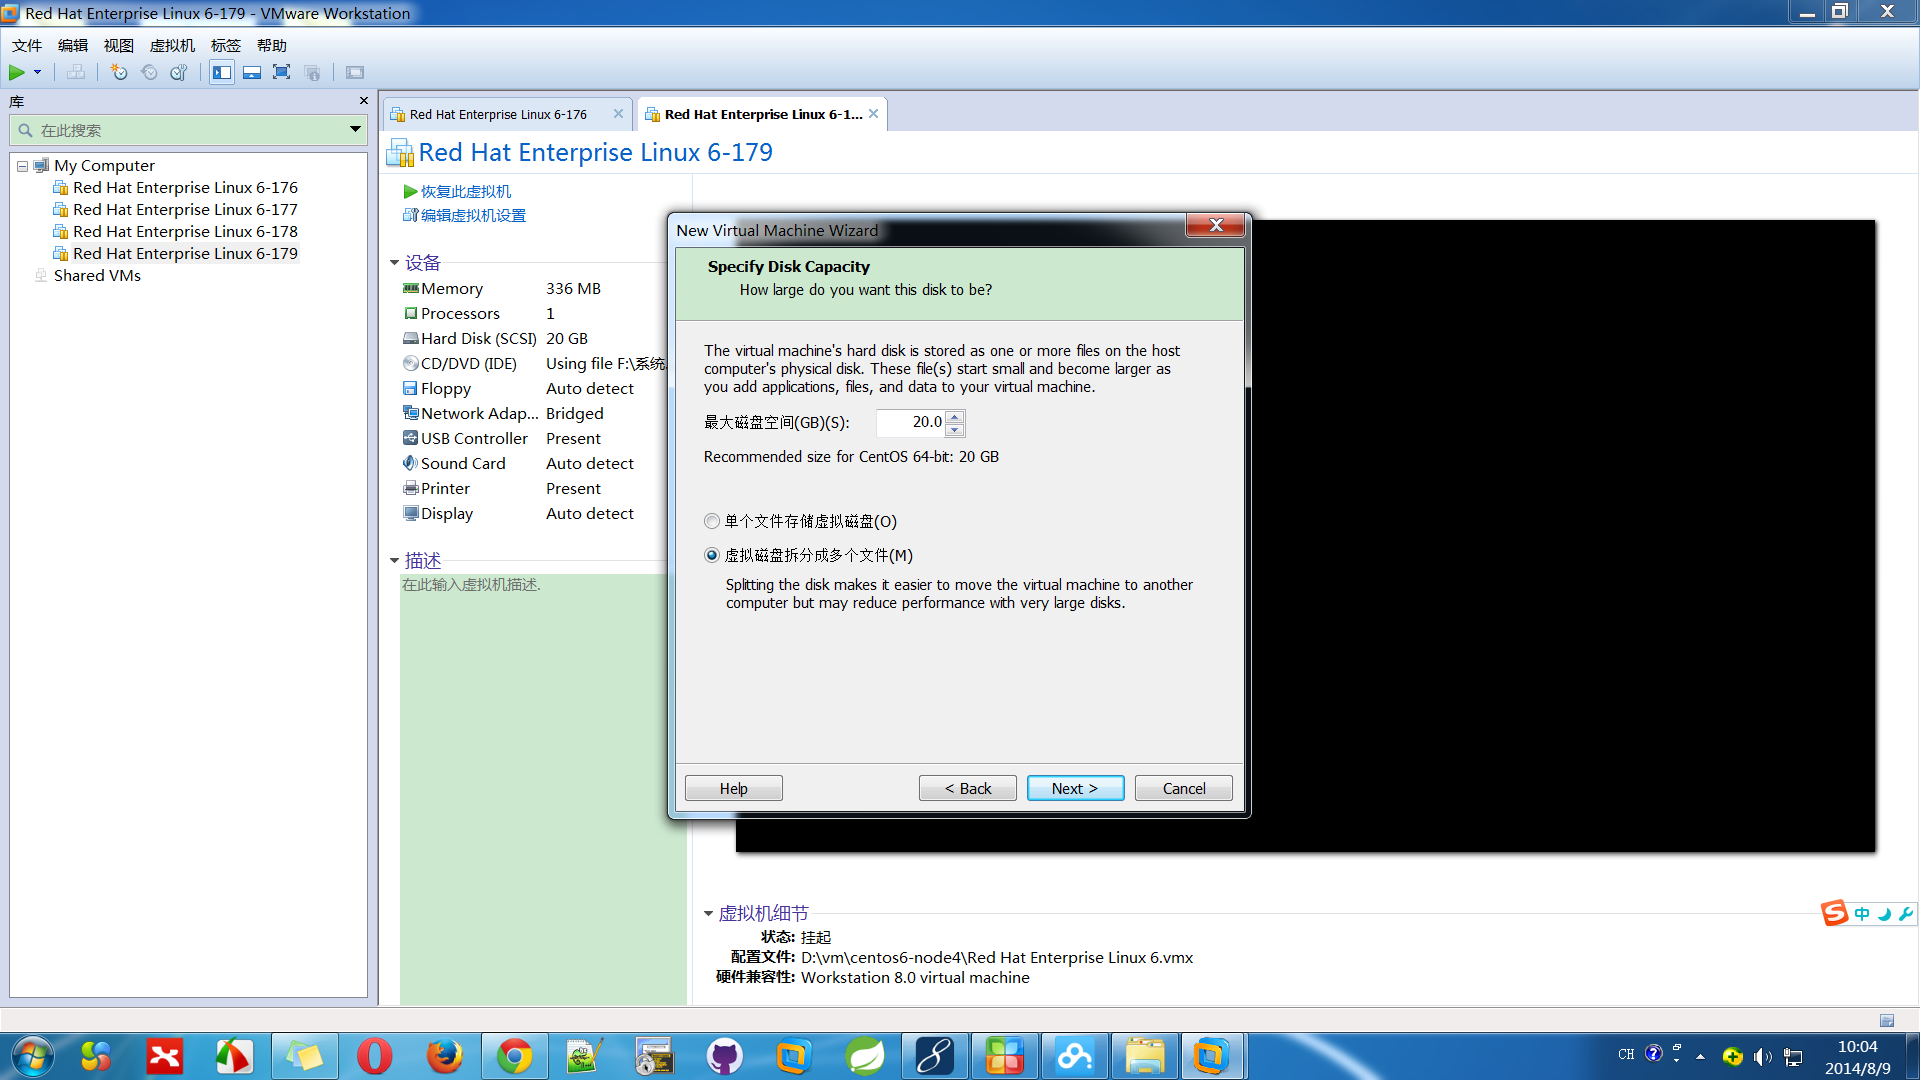 Red Hat Enterprise Linux 6-179 - VMware Workstation
文件 编辑 视图 虚拟机 标签 帮助
库
在此搜索
My Computer
Red Hat Enterprise Linux 6-176
Red Hat Enterprise Linux 6-177
Red Hat Enterprise Linux 6-178
Red Hat Enterprise Linux 6-179
Shared VMs
Red Hat Enterprise Linux 6-176
Red Hat Enterprise Linux 6-1...
Red Hat Enterprise Linux 6-179
恢复此虚拟机
编辑虚拟机设置
设备
Memory 336 MB
Processors 1
Hard Disk (SCSI) 20 GB
CD/DVD (IDE) Using file F:\系统
Floppy Auto detect
Network Adap... Bridged
USB Controller Present
Sound Card Auto detect
Printer Present
Display Auto detect
描述
在此输入虚拟机描述.
New Virtual Machine Wizard
Specify Disk Capacity
How large do you want this disk to be?
The virtual machine's hard disk is stored as one or more files on the host
computer's physical disk. These file(s) start small and become larger as
you add applications, files, and data to your virtual machine.
最大磁盘空间(GB)(S): 20.0
Recommended size for CentOS 64-bit: 20 GB
单个文件存储虚拟磁盘(O)
虚拟磁盘拆分成多个文件(M)
Splitting the disk makes it easier to move the virtual machine to another
computer but may reduce performance with very large disks.
Help < Back Next > Cancel
虚拟机细节
状态: 挂起
配置文件: D:\vm\centos6-node4\Red Hat Enterprise Linux 6.vmx
硬件兼容性: Workstation 8.0 virtual machine
S 中
CH
10:04
2014/8/9